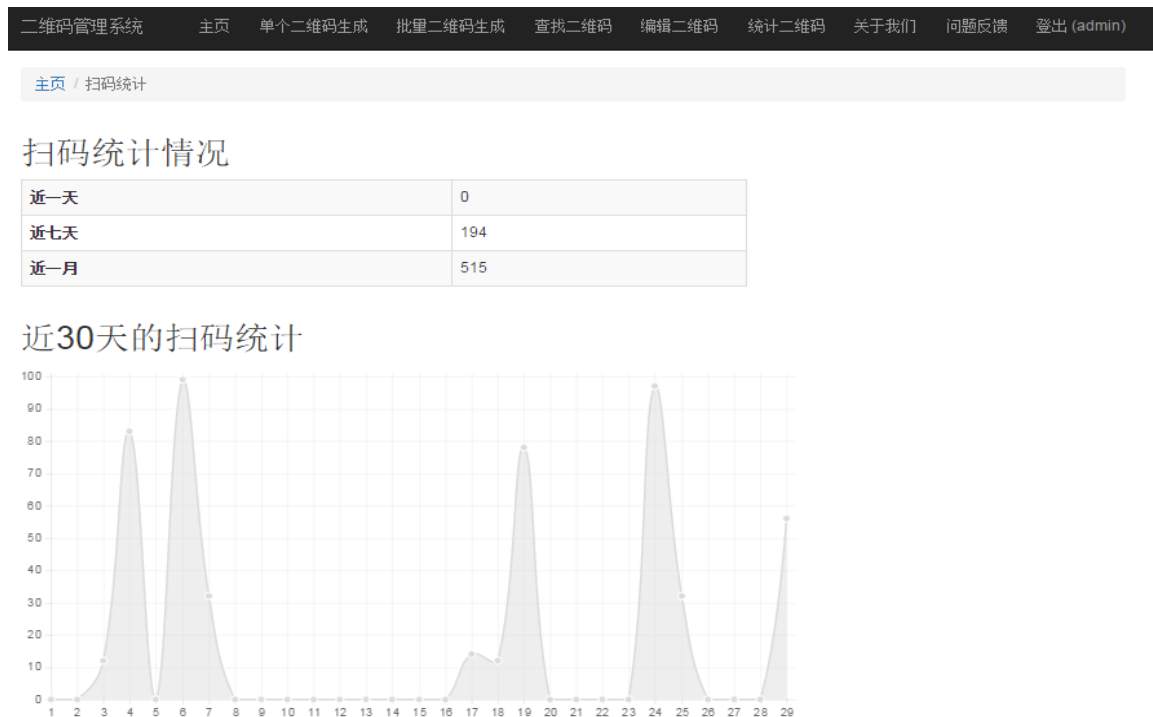 二维码管理系统 主页 单个二维码生成 批量二维码生成 查找二维码 编辑二维码 统计二维码 关于我们 问题反馈 登出 (admin)
主页 / 扫码统计
扫码统计情况
近一天 0
近七天 194
近一月 515
近30天的扫码统计
100
90
80
70
60
50
40
30
20
10
0
1 2 3 4 5 6 7 8 9 10 11 12 13 14 15 16 17 18 19 20 21 22 23 24 25 26 27 28 29